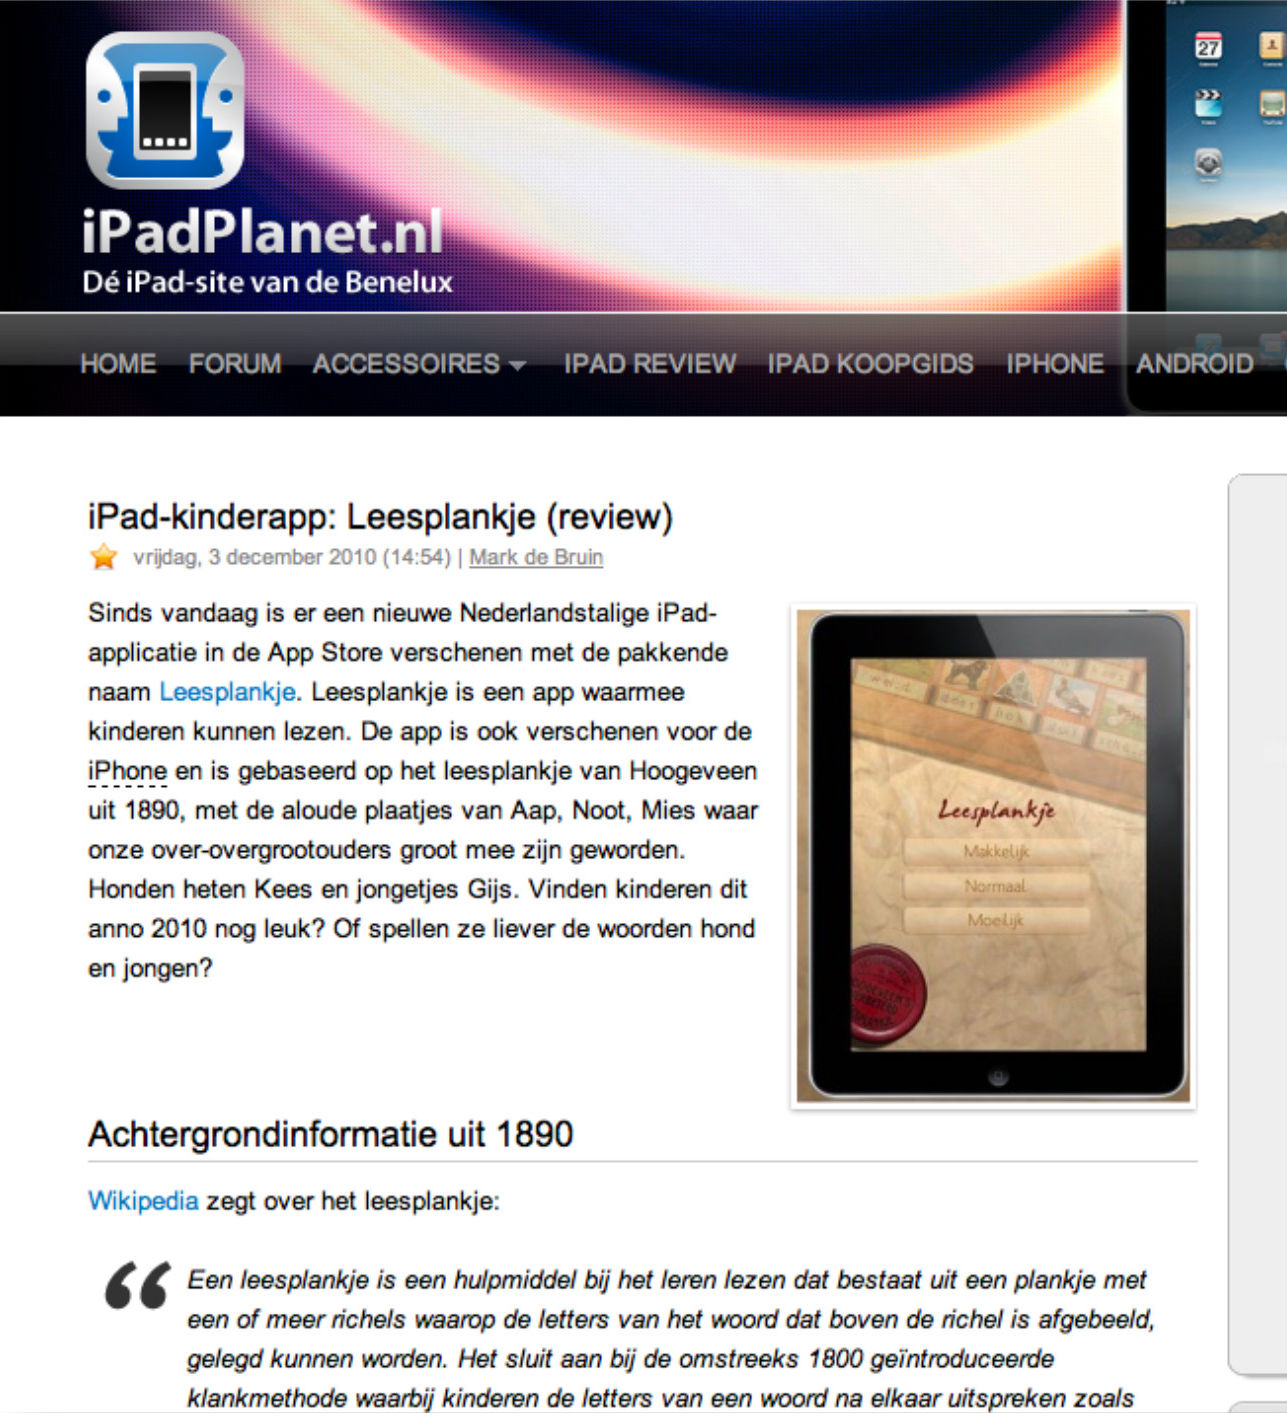 27
iPadPlanet.nl
Dé iPad-site van de Benelux
HOME FORUM ACCESSOIRES IPAD REVIEW IPAD KOOPGIDS IPHONE ANDROID
iPad-kinderapp: Leesplankje (review)
vrijdag, 3 december 2010 (14:54) | Mark de Bruin
Sinds vandaag is er een nieuwe Nederlandstalige iPad-
applicatie in de App Store verschenen met de pakkende
naam Leesplankje. Leesplankje is een app waarmee
kinderen kunnen lezen. De app is ook verschenen voor de
iPhone en is gebaseerd op het leesplankje van Hoogeveen
uit 1890, met de aloude plaatjes van Aap, Noot, Mies waar
onze over-overgrootouders groot mee zijn geworden.
Honden heten Kees en jongetjes Gijs. Vinden kinderen dit
anno 2010 nog leuk? Of spellen ze liever de woorden hond
en jongen?
Leesplankje
Makkelijk
Normaal
Moeilijk
Achtergrondinformatie uit 1890
Wikipedia zegt over het leesplankje:
“ Een leesplankje is een hulpmiddel bij het leren lezen dat bestaat uit een plankje met
een of meer richels waarop de letters van het woord dat boven de richel is afgebeeld,
gelegd kunnen worden. Het sluit aan bij de omstreeks 1800 geïntroduceerde
klankmethode waarbij kinderen de letters van een woord na elkaar uitspreken zoals